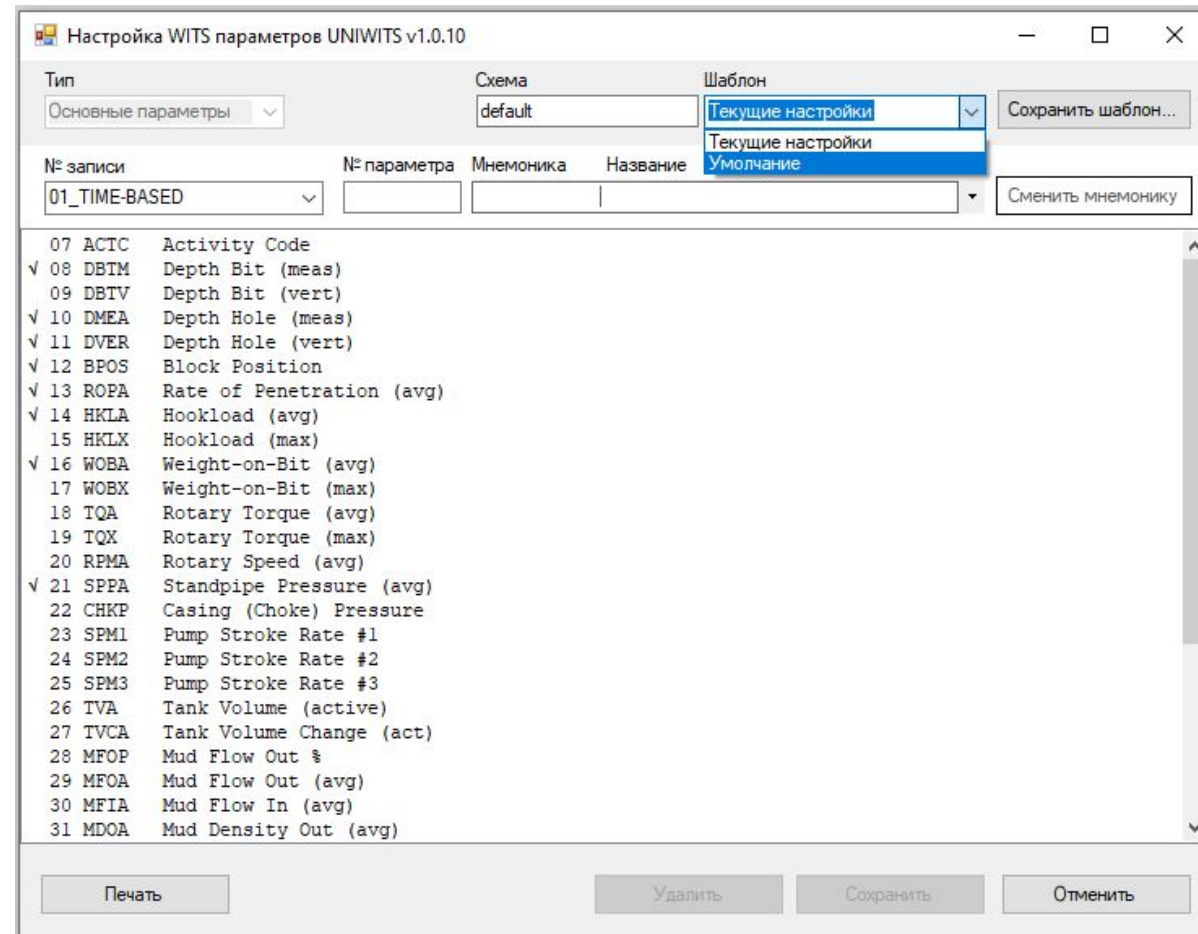 Настройка WITS параметров UNIWITS v1.0.10
Тип Схема Шаблон
Основные параметры default Текущие настройки Сохранить шаблон...
Текущие настройки
Умолчание
№ записи № параметра Мнемоника Название
01_TIME-BASED Сменить мнемонику
07 ACTC Activity Code
√ 08 DBTM Depth Bit (meas)
09 DBTV Depth Bit (vert)
√ 10 DMEA Depth Hole (meas)
√ 11 DVER Depth Hole (vert)
√ 12 BPOS Block Position
√ 13 ROPA Rate of Penetration (avg)
√ 14 HKLA Hookload (avg)
15 HKLX Hookload (max)
√ 16 WOBA Weight-on-Bit (avg)
17 WOBX Weight-on-Bit (max)
18 TQA Rotary Torque (avg)
19 TQX Rotary Torque (max)
20 RPMA Rotary Speed (avg)
√ 21 SPPA Standpipe Pressure (avg)
22 CHKP Casing (Choke) Pressure
23 SPM1 Pump Stroke Rate #1
24 SPM2 Pump Stroke Rate #2
25 SPM3 Pump Stroke Rate #3
26 TVA Tank Volume (active)
27 TVCA Tank Volume Change (act)
28 MFOP Mud Flow Out %
29 MFOA Mud Flow Out (avg)
30 MFIA Mud Flow In (avg)
31 MDOA Mud Density Out (avg)
Печать Удалить Сохранить Отменить